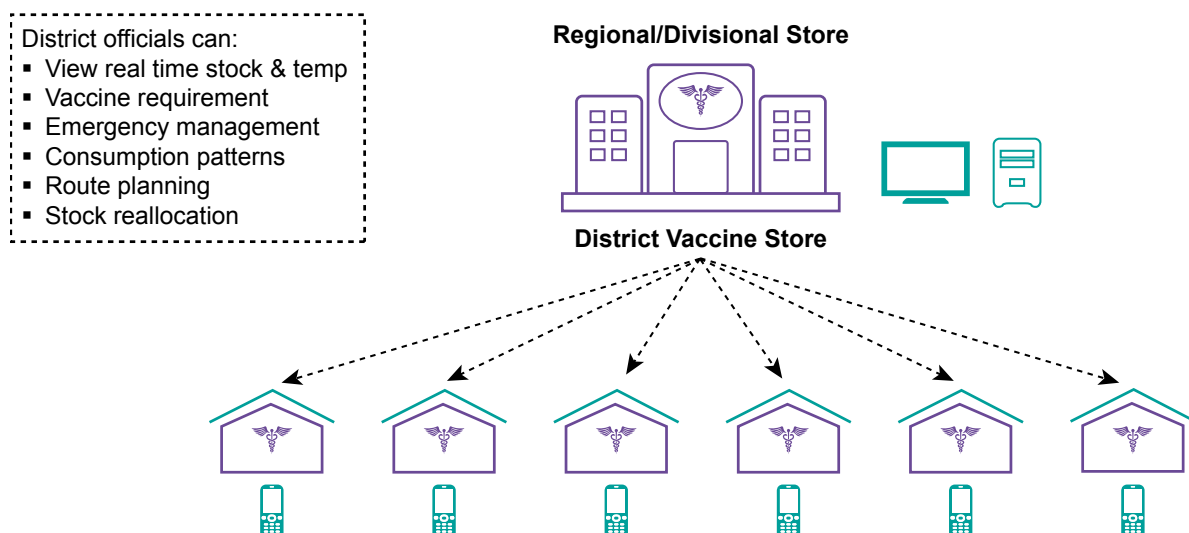 District officials can:
▪ View real time stock & temp
▪ Vaccine requirement
▪ Emergency management
▪ Consumption patterns
▪ Route planning
▪ Stock reallocation
Regional/Divisional Store
District Vaccine Store